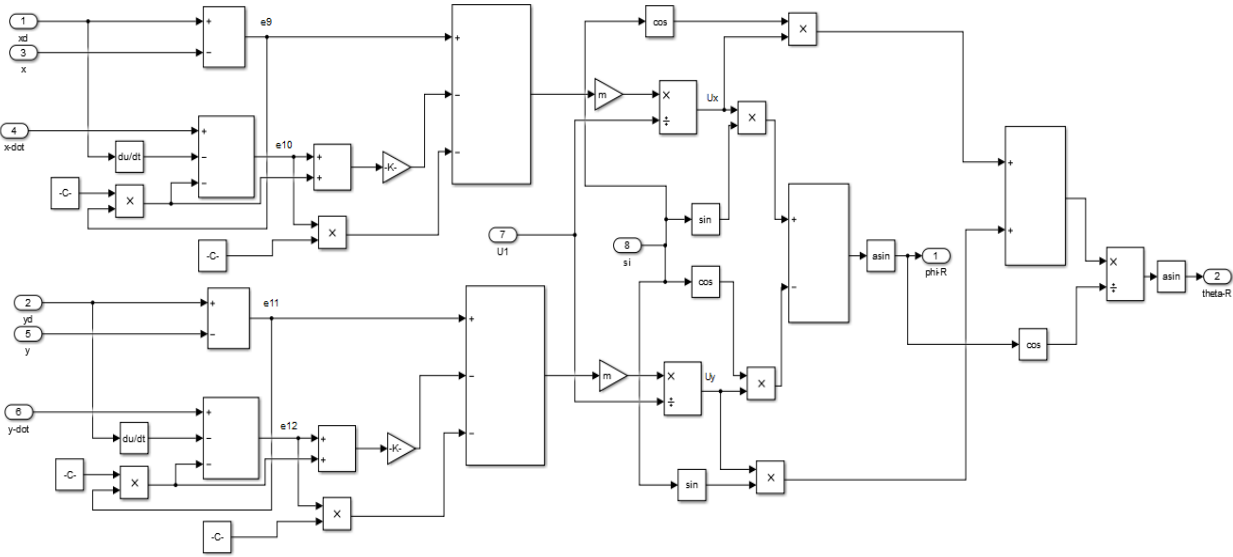 1
xd
3
x
4
x-dot
du/dt
-C-
×
+
−
e9
+
−
−
e10
+
+
-K-
×
-C-
+
−
−
m
×
÷
Ux
cos
×
×
sin
7
U1
8
si
cos
+
−
asin
1
phi-R
+
+
×
÷
asin
2
theta-R
cos
2
yd
5
y
6
y-dot
du/dt
-C-
×
+
−
e11
+
−
−
e12
+
+
-K-
×
-C-
+
−
−
m
×
÷
Uy
×
sin
×